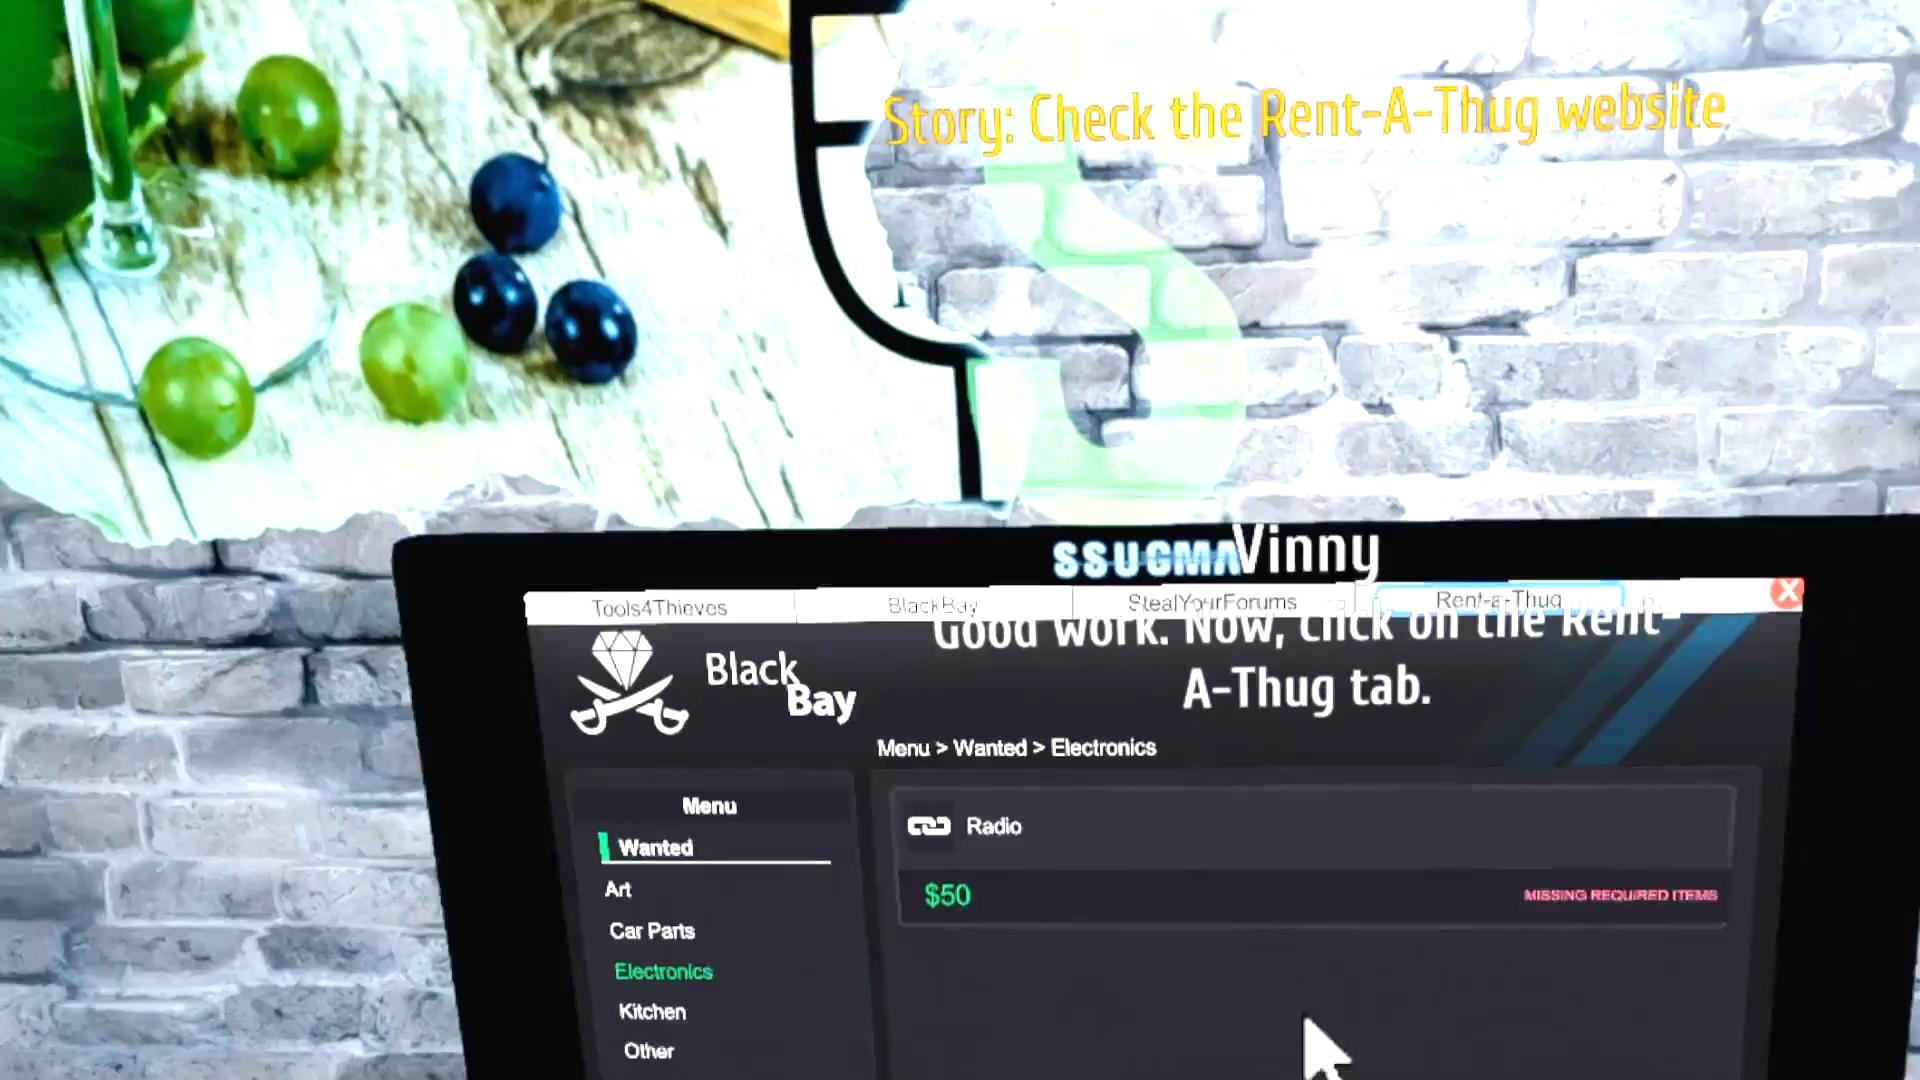 Story: Check the Rent-A-Thug website
SSUGMA
Vinny
Tools4Thieves
BlackBay
StealYourForums
Rent-a-Thug
X
Good work. Now, click on the Rent-
A-Thug tab.
Black
Bay
Menu > Wanted > Electronics
Menu
Wanted
Art
Car Parts
Electronics
Kitchen
Other
Radio
$50
MISSING REQUIRED ITEMS